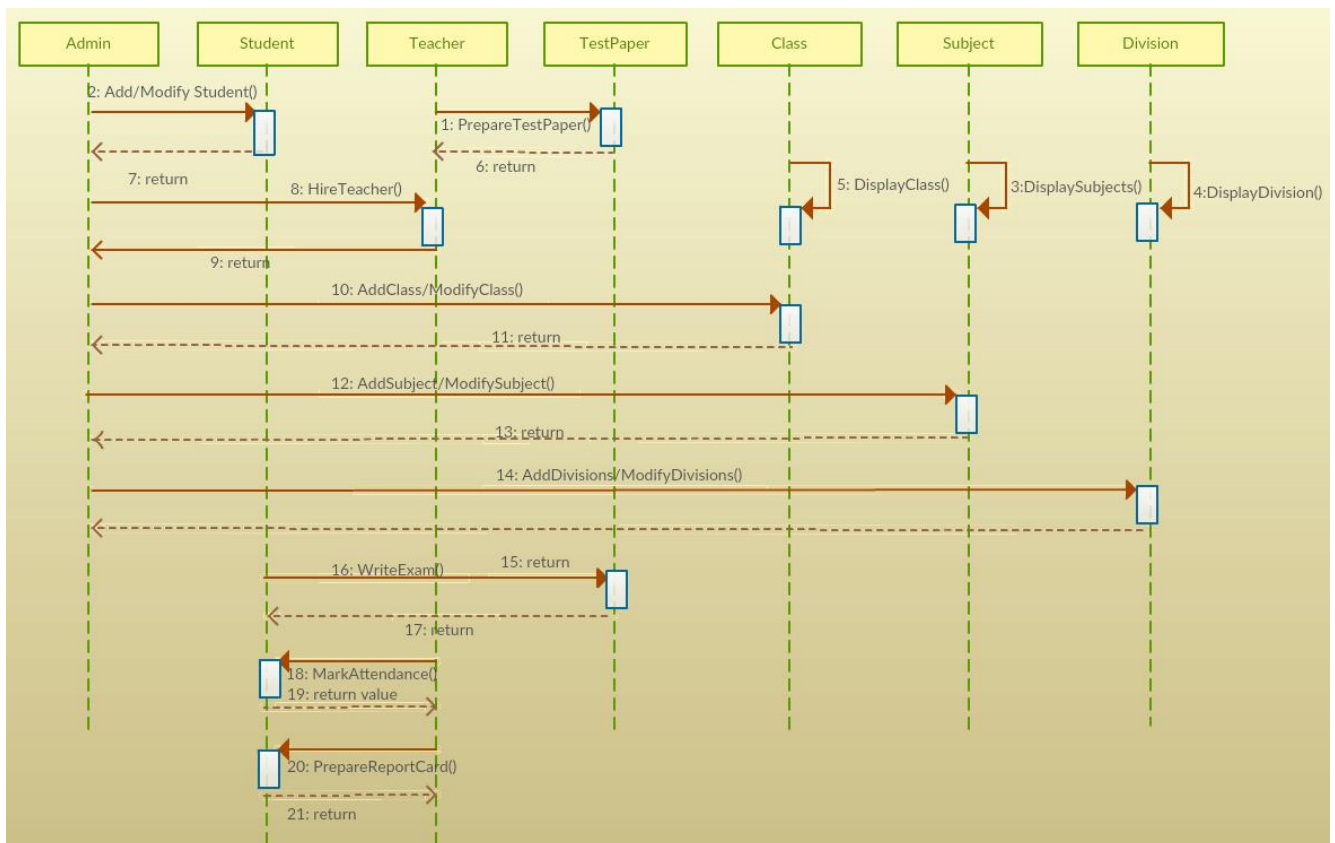 Admin
Student
Teacher
TestPaper
Class
Subject
Division
2: Add/Modify Student()
1: PrepareTestPaper()
6: return
7: return
8: HireTeacher()
5: DisplayClass()
3:DisplaySubjects()
4:DisplayDivision()
9: return
10: AddClass/ModifyClass()
11: return
12: AddSubject/ModifySubject()
13: return
14: AddDivisions/ModifyDivisions()
15: return
16: WriteExam()
17: return
18: MarkAttendance()
19: return value
20: PrepareReportCard()
21: return